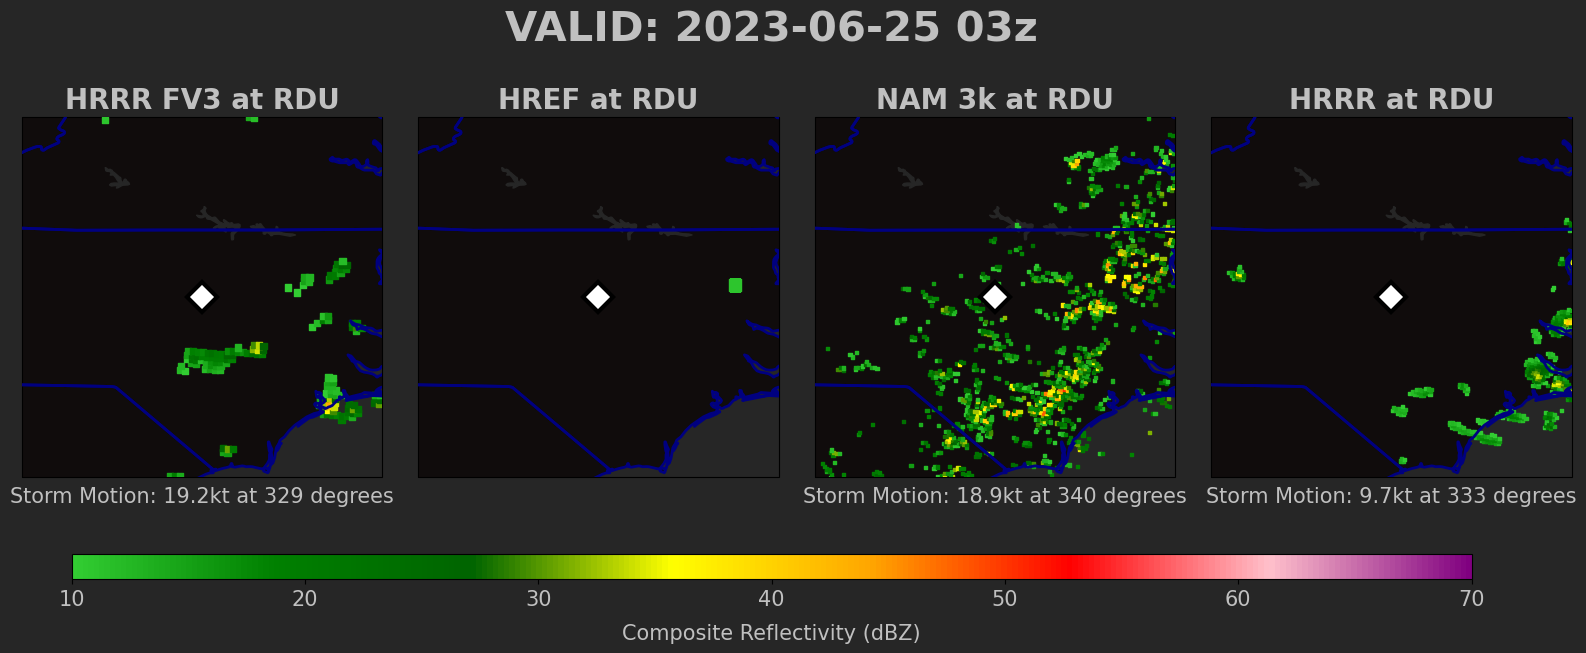 VALID: 2023-06-25 03z
HRRR FV3 at RDU
HREF at RDU
NAM 3k at RDU
HRRR at RDU
Storm Motion: 19.2kt at 329 degrees
Storm Motion: 18.9kt at 340 degrees
Storm Motion: 9.7kt at 333 degrees
10 20 30 40 50 60 70
Composite Reflectivity (dBZ)